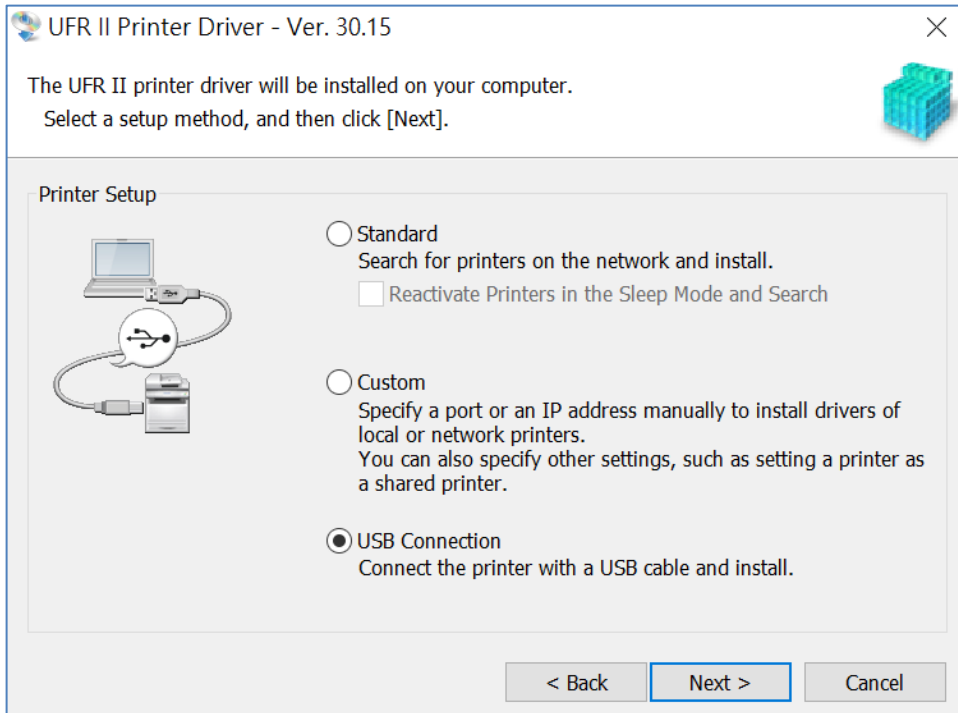 UFR II Printer Driver - Ver. 30.15
The UFR II printer driver will be installed on your computer.
Select a setup method, and then click [Next].
Printer Setup
Standard
Search for printers on the network and install.
Reactivate Printers in the Sleep Mode and Search
Custom
Specify a port or an IP address manually to install drivers of
local or network printers.
You can also specify other settings, such as setting a printer as
a shared printer.
USB Connection
Connect the printer with a USB cable and install.
< Back
Next >
Cancel